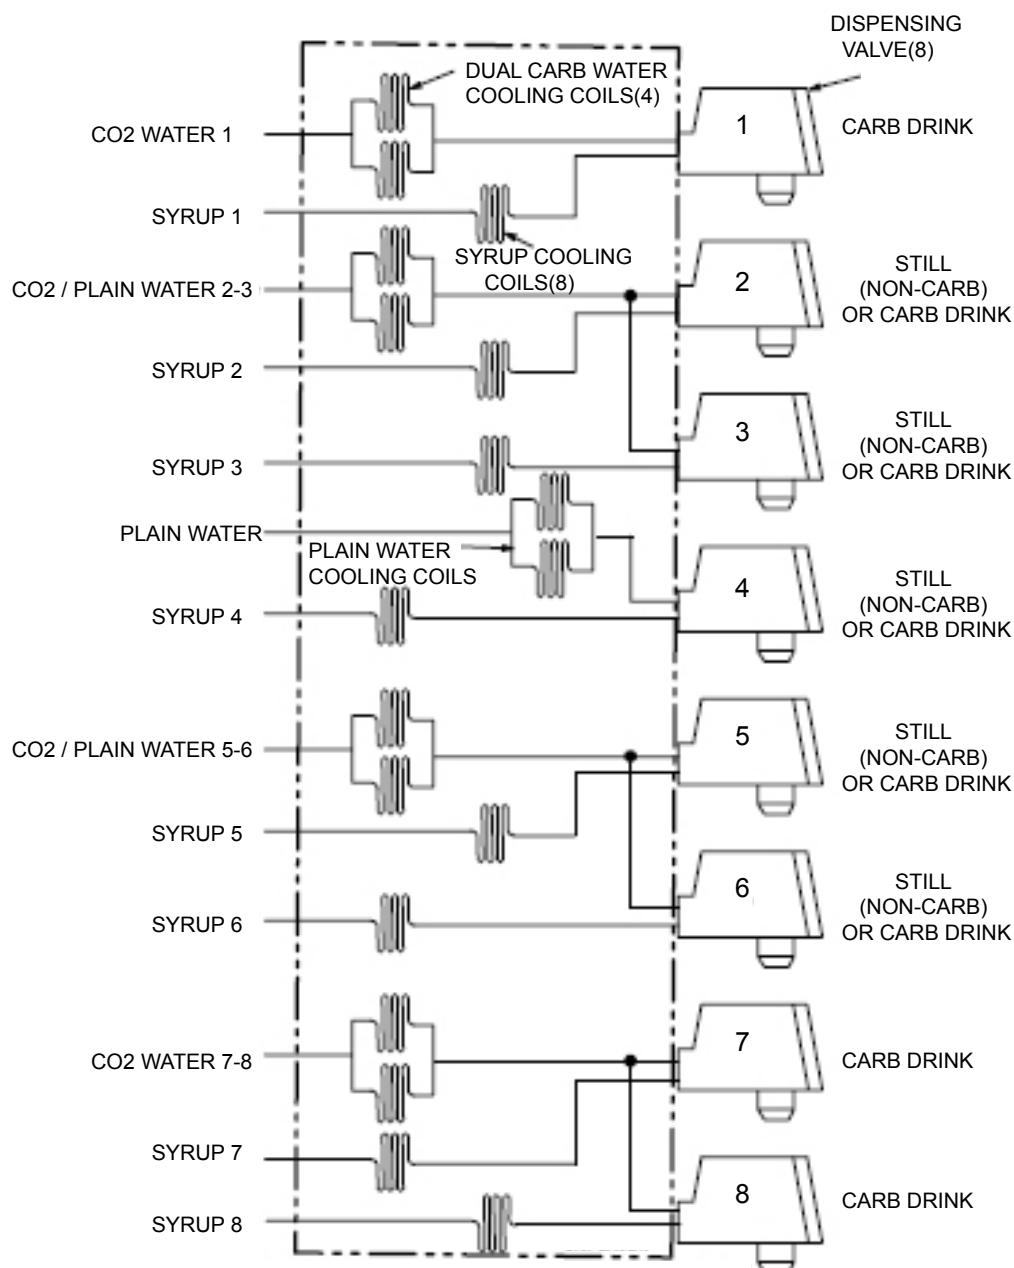 DISPENSING
VALVE(8)
DUAL CARB WATER
COOLING COILS(4)
CO2 WATER 1
1
CARB DRINK
SYRUP 1
SYRUP COOLING
COILS(8)
CO2 / PLAIN WATER 2-3
2
STILL
(NON-CARB)
OR CARB DRINK
SYRUP 2
3
STILL
(NON-CARB)
OR CARB DRINK
SYRUP 3
PLAIN WATER
PLAIN WATER
COOLING COILS
4
STILL
(NON-CARB)
OR CARB DRINK
SYRUP 4
CO2 / PLAIN WATER 5-6
5
STILL
(NON-CARB)
OR CARB DRINK
SYRUP 5
6
STILL
(NON-CARB)
OR CARB DRINK
SYRUP 6
CO2 WATER 7-8
7
CARB DRINK
SYRUP 7
8
CARB DRINK
SYRUP 8